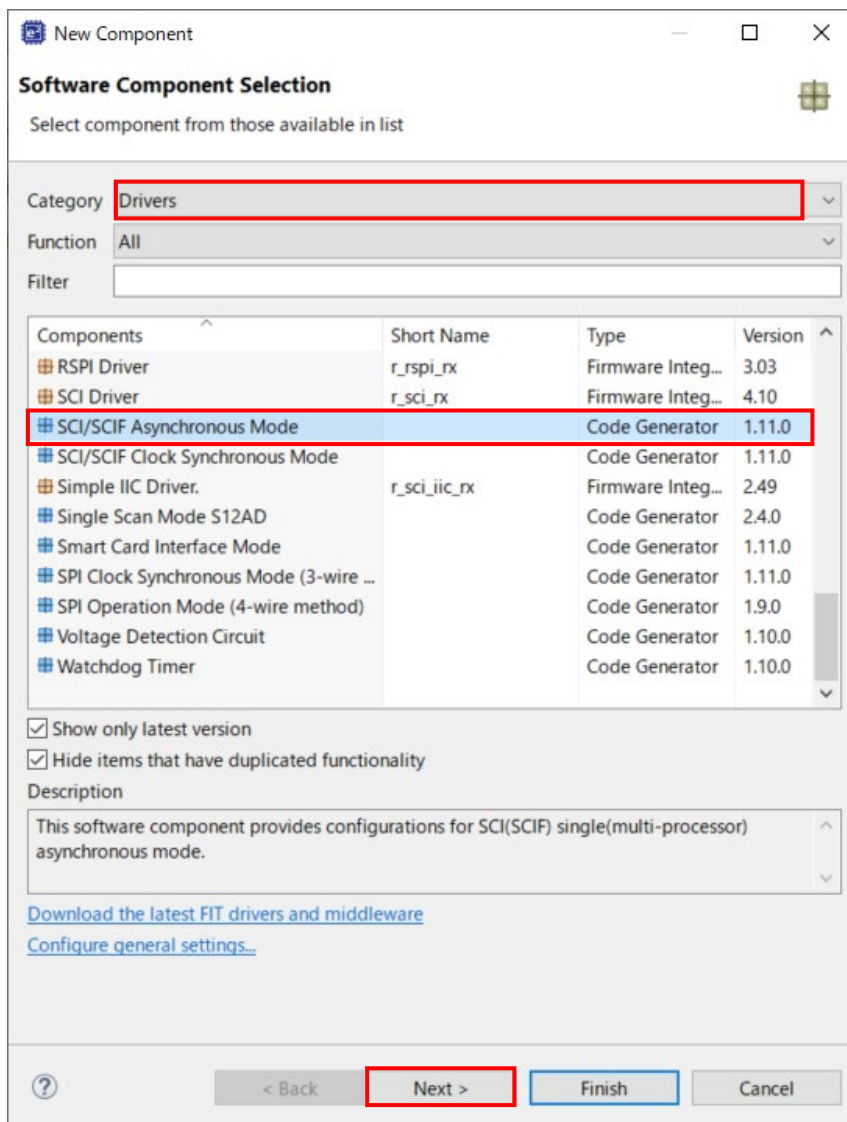 New Component
Software Component Selection
Select component from those available in list
Category Drivers
Function All
Filter
Components Short Name Type Version
RSPI Driver r_rspi_rx Firmware Integ... 3.03
SCI Driver r_sci_rx Firmware Integ... 4.10
SCI/SCIF Asynchronous Mode Code Generator 1.11.0
SCI/SCIF Clock Synchronous Mode Code Generator 1.11.0
Simple IIC Driver. r_sci_iic_rx Firmware Integ... 2.49
Single Scan Mode S12AD Code Generator 2.4.0
Smart Card Interface Mode Code Generator 1.11.0
SPI Clock Synchronous Mode (3-wire ... Code Generator 1.11.0
SPI Operation Mode (4-wire method) Code Generator 1.9.0
Voltage Detection Circuit Code Generator 1.10.0
Watchdog Timer Code Generator 1.10.0
Show only latest version
Hide items that have duplicated functionality
Description
This software component provides configurations for SCI(SCIF) single(multi-processor)
asynchronous mode.
Download the latest FIT drivers and middleware
Configure general settings...
? < Back Next > Finish Cancel